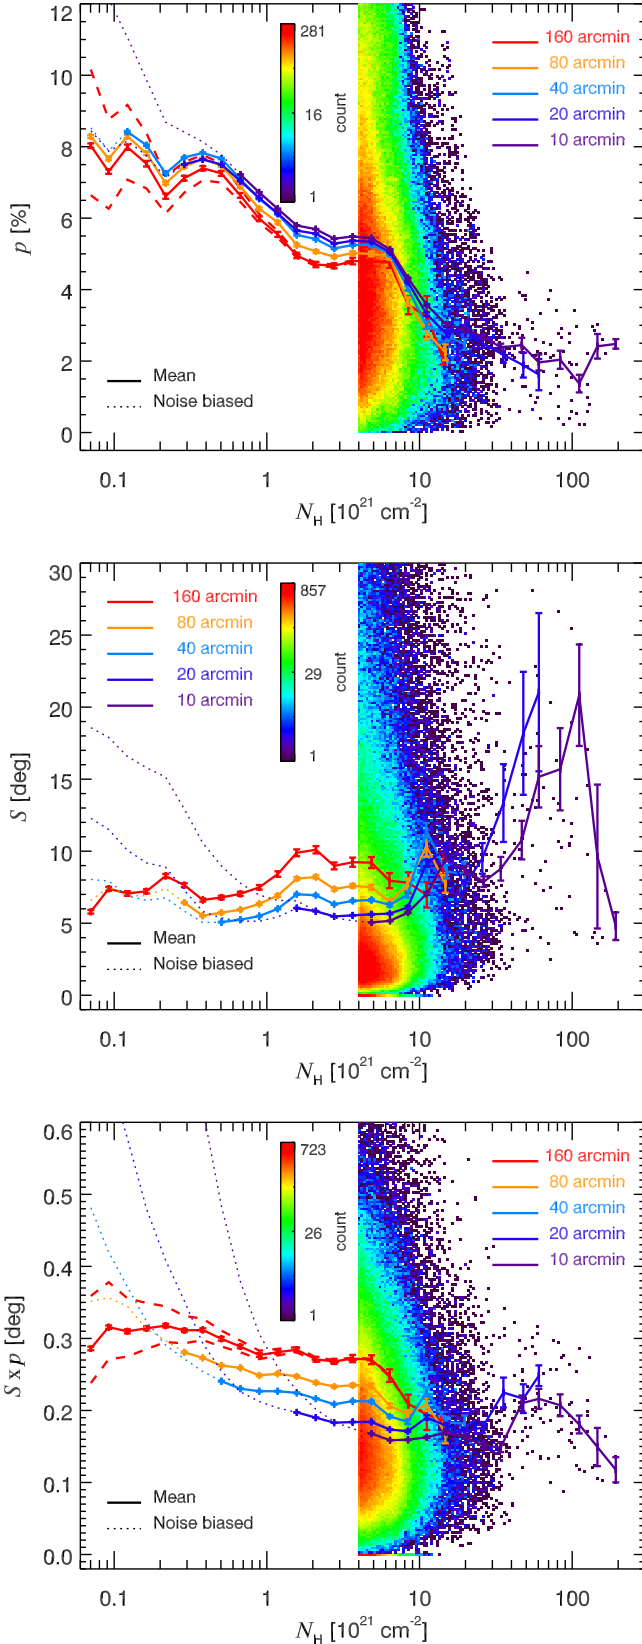 12
10
8
6
4
2
0
p [%]
281
16
1
count
160 arcmin
80 arcmin
40 arcmin
20 arcmin
10 arcmin
Mean
Noise biased
0.1 1 10 100
N_H [10^21 cm^-2]
30
25
20
15
10
5
0
S [deg]
160 arcmin
80 arcmin
40 arcmin
20 arcmin
10 arcmin
857
29
1
count
Mean
Noise biased
0.1 1 10 100
N_H [10^21 cm^-2]
0.6
0.5
0.4
0.3
0.2
0.1
0.0
S x p [deg]
723
26
1
count
160 arcmin
80 arcmin
40 arcmin
20 arcmin
10 arcmin
Mean
Noise biased
0.1 1 10 100
N_H [10^21 cm^-2]